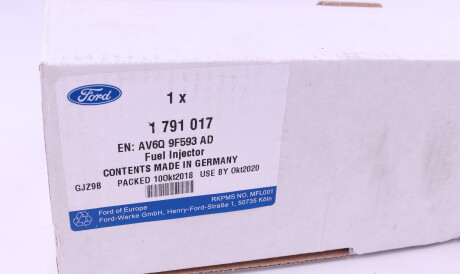 Ford
1 x
1 791 017
EN: AV6Q 9F593 AD
Fuel Injector
CONTENTS MADE IN GERMANY
GJZ9B PACKED 10Okt2018 USE BY Okt2020
RKPMS NO. MFL001
Ford of Europe
Ford-Werke GmbH, Henry-Ford-Straße 1, 50735 Köln